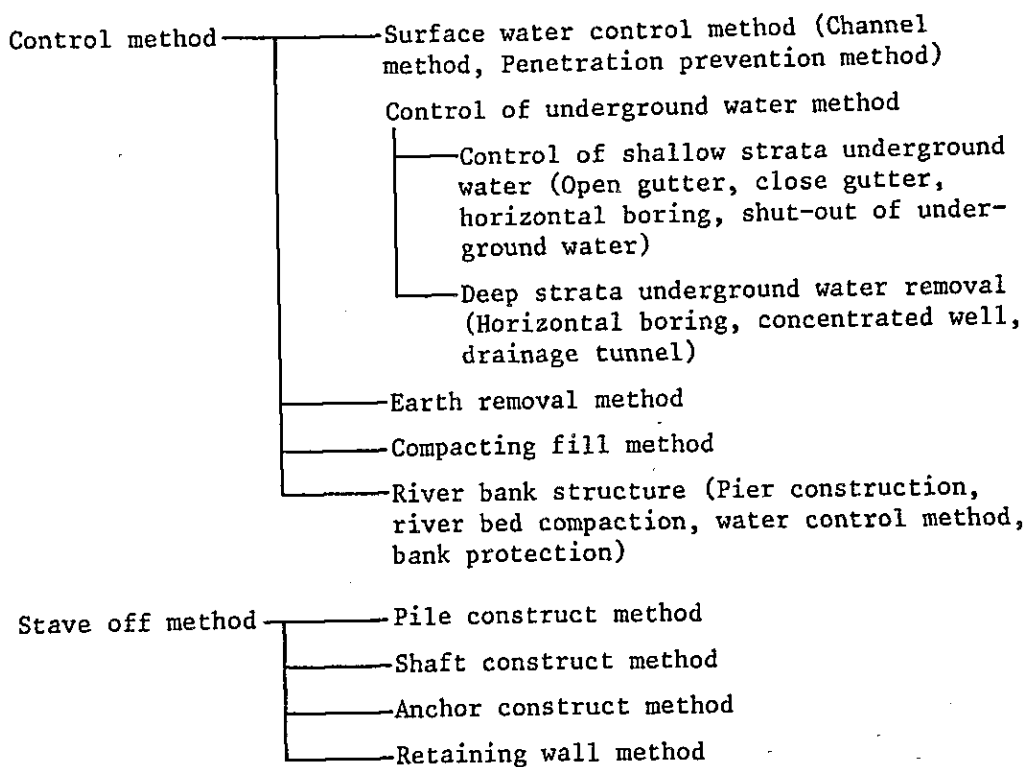 Control method
Surface water control method (Channel
method, Penetration prevention method)
Control of underground water method
Control of shallow strata underground
water (Open gutter, close gutter,
horizontal boring, shut-out of under-
ground water)
Deep strata underground water removal
(Horizontal boring, concentrated well,
drainage tunnel)
Earth removal method
Compacting fill method
River bank structure (Pier construction,
river bed compaction, water control method,
bank protection)
Stave off method
Pile construct method
Shaft construct method
Anchor construct method
Retaining wall method